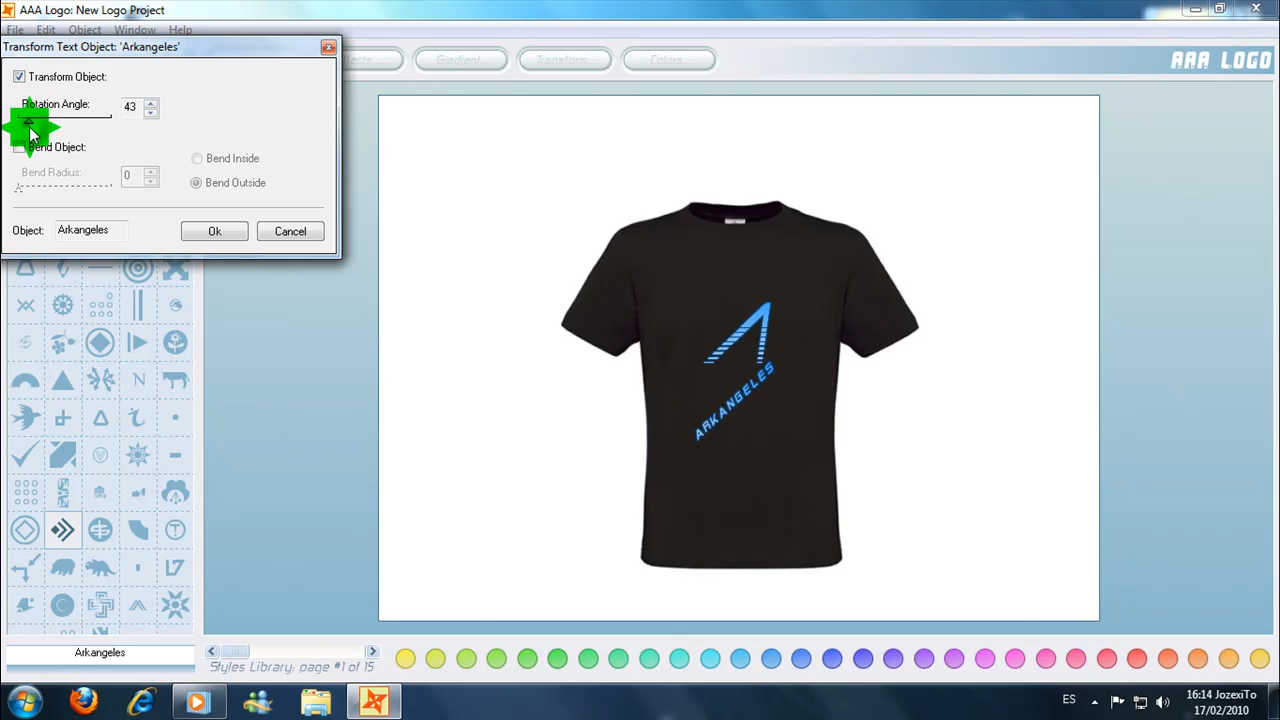 AAA Logo: New Logo Project
File Edit Object Window Help
Transform Text Object: 'Arkangeles'
Gradient
Transform...
Colors...
AAA LOGO
Transform Object:
Rotation Angle:
43
Bend Object:
Bend Radius:
0
Bend Inside
Bend Outside
Object:
Arkangeles
Ok
Cancel
ARKANGELES
Arkangeles
Styles Library: page #1 of 15
ES
16:14 JozexiTo
17/02/2010